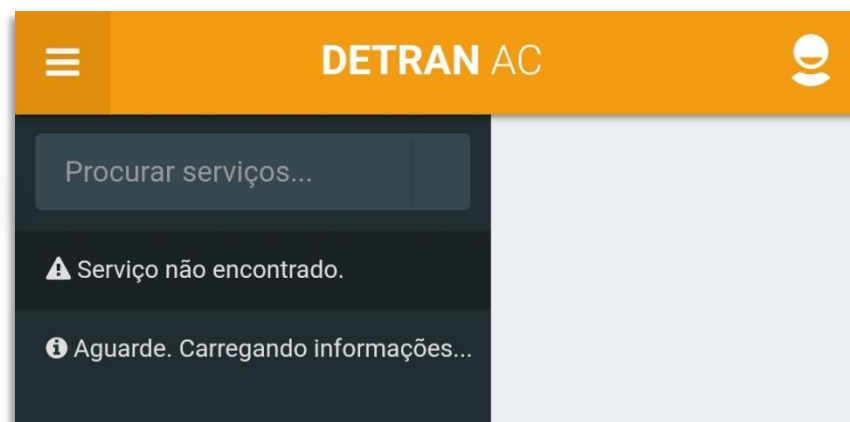 DETRAN AC
Procurar serviços...
Serviço não encontrado.
Aguarde. Carregando informações...